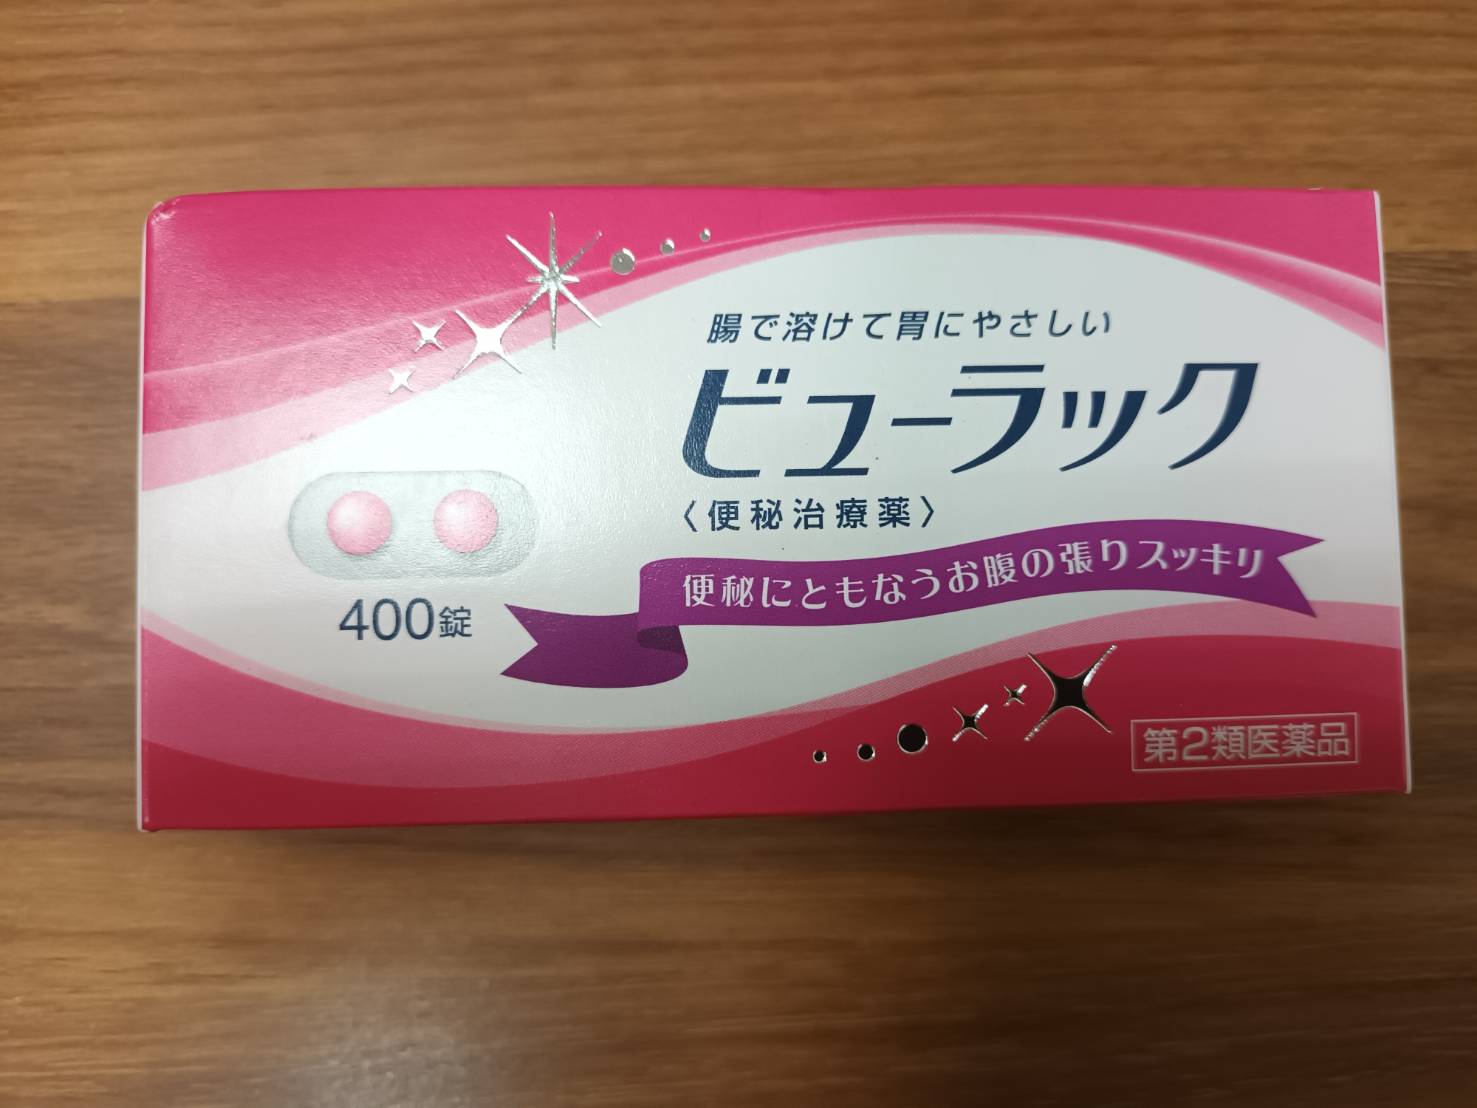 腸で溶けて胃にやさしい
ビューラック
〈便秘治療薬〉
便秘にともなうお腹の張りスッキリ
400錠
第2類医薬品